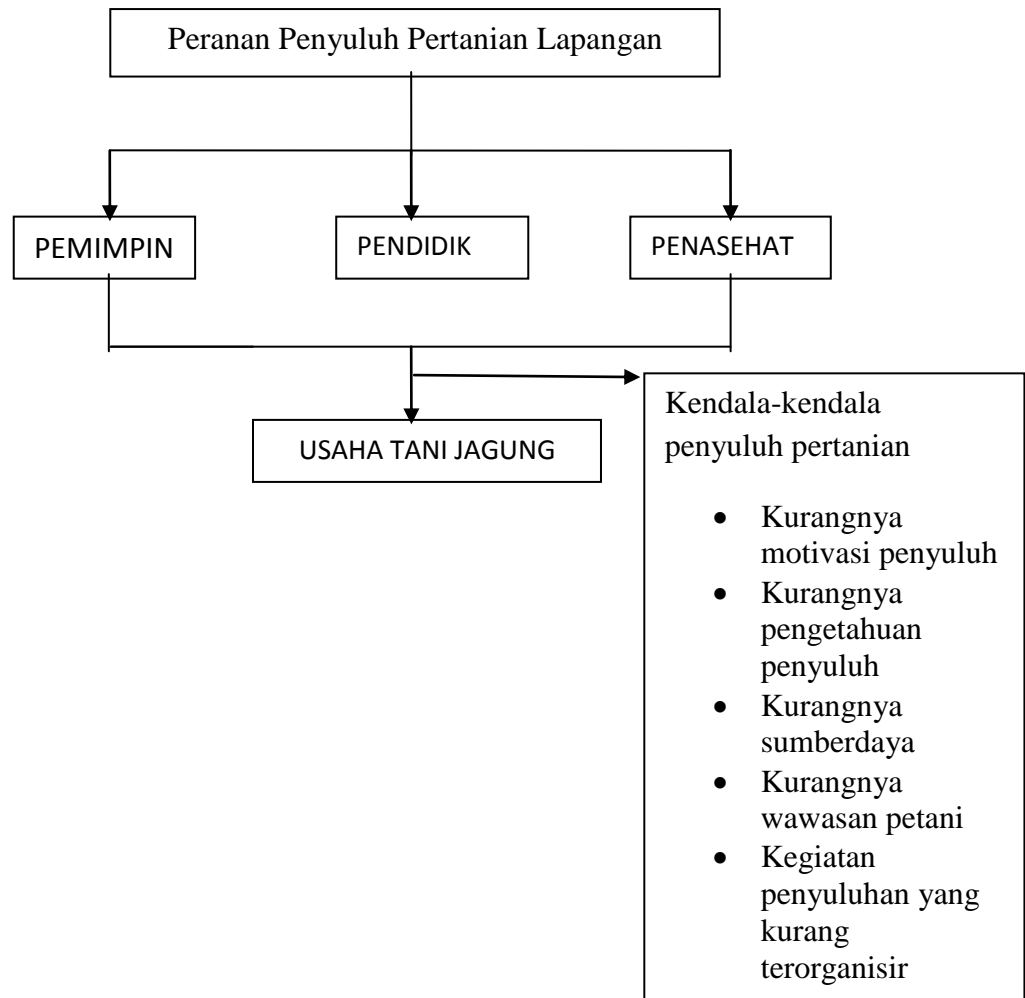 Peranan Penyuluh Pertanian Lapangan
PEMIMPIN
PENDIDIK
PENASEHAT
USAHA TANI JAGUNG
Kendala-kendala
penyuluh pertanian
• Kurangnya
motivasi penyuluh
• Kurangnya
pengetahuan
penyuluh
• Kurangnya
sumberdaya
• Kurangnya
wawasan petani
• Kegiatan
penyuluhan yang
kurang
terorganisir